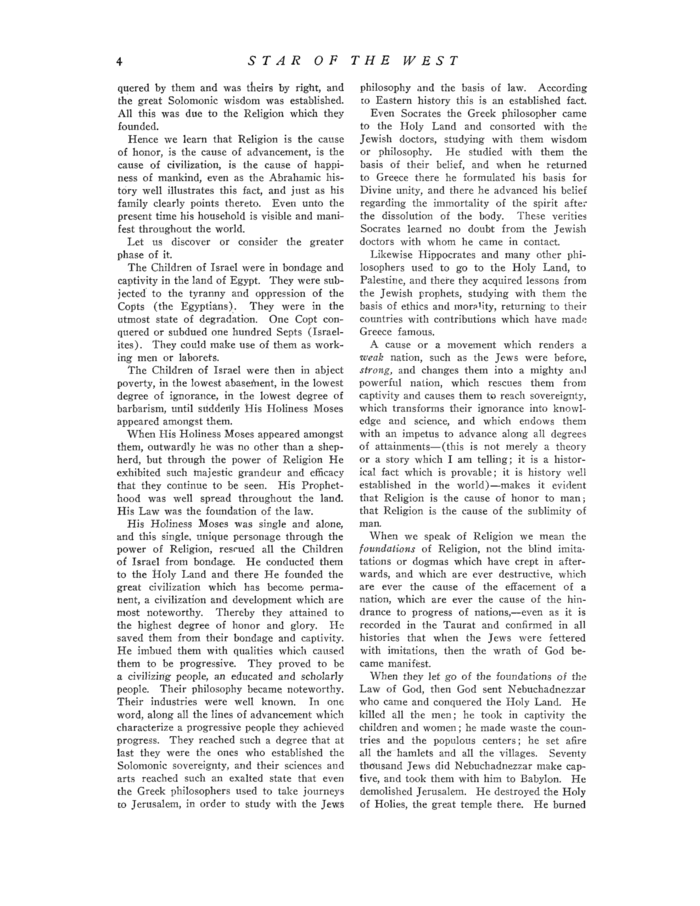 4 STAR OF THE WEST
quered by them and was theirs by right, and
the great Solomonic wisdom was established.
All this was due to the Religion which they
founded.
Hence we learn that Religion is the cause
of honor, is the cause of advancement, is the
cause of civilization, is the cause of happi-
ness of mankind, even as the Abrahamic his-
tory well illustrates this fact, and just as his
family clearly points thereto. Even unto the
present time his household is visible and mani-
fest throughout the world.
Let us discover or consider the greater
phase of it.
The Children of Israel were in bondage and
captivity in the land of Egypt. They were sub-
jected to the tyranny and oppression of the
Copts (the Egyptians). They were in the
utmost state of degradation. One Copt con-
quered or subdued one hundred Septs (Israel-
ites). They could make use of them as work-
ing men or laborers.
The Children of Israel were then in abject
poverty, in the lowest abasement, in the lowest
degree of ignorance, in the lowest degree of
barbarism, until suddenly His Holiness Moses
appeared amongst them.
When His Holiness Moses appeared amongst
them, outwardly he was no other than a shep-
herd, but through the power of Religion He
exhibited such majestic grandeur and efficacy
that they continue to be seen. His Prophet-
hood was well spread throughout the land.
His Law was the foundation of the law.
His Holiness Moses was single and alone,
and this single, unique personage through the
power of Religion, rescued all the Children
of Israel from bondage. He conducted them
to the Holy Land and there He founded the
great civilization which has become perma-
nent, a civilization and development which are
most noteworthy. Thereby they attained to
the highest degree of honor and glory. He
saved them from their bondage and captivity.
He imbued them with qualities which caused
them to be progressive. They proved to be
a civilizing people, an educated and scholarly
people. Their philosophy became noteworthy.
Their industries were well known. In one
word, along all the lines of advancement which
characterize a progressive people they achieved
progress. They reached such a degree that at
last they were the ones who established the
Solomonic sovereignty, and their sciences and
arts reached such an exalted state that even
the Greek philosophers used to take journeys
to Jerusalem, in order to study with the Jews
philosophy and the basis of law. According
to Eastern history this is an established fact.
Even Socrates the Greek philosopher came
to the Holy Land and consorted with the
Jewish doctors, studying with them wisdom
or philosophy. He studied with them the
basis of their belief, and when he returned
to Greece there he formulated his basis for
Divine unity, and there he advanced his belief
regarding the immortality of the spirit after
the dissolution of the body. These verities
Socrates learned no doubt from the Jewish
doctors with whom he came in contact.
Likewise Hippocrates and many other phi-
losophers used to go to the Holy Land, to
Palestine, and there they acquired lessons from
the Jewish prophets, studying with them the
basis of ethics and morality, returning to their
countries with contributions which have made
Greece famous.
A cause or a movement which renders a
weak nation, such as the Jews were before,
strong, and changes them into a mighty and
powerful nation, which rescues them from
captivity and causes them to reach sovereignty,
which transforms their ignorance into knowl-
edge and science, and which endows them
with an impetus to advance along all degrees
of attainments—(this is not merely a theory
or a story which I am telling; it is a histor-
ical fact which is provable; it is history well
established in the world)—makes it evident
that Religion is the cause of honor to man;
that Religion is the cause of the sublimity of
man.
When we speak of Religion we mean the
foundations of Religion, not the blind imita-
tations or dogmas which have crept in after-
wards, and which are ever destructive, which
are ever the cause of the effacement of a
nation, which are ever the cause of the hin-
drance to progress of nations,—even as it is
recorded in the Taurat and confirmed in all
histories that when the Jews were fettered
with imitations, then the wrath of God be-
came manifest.
When they let go of the foundations of the
Law of God, then God sent Nebuchadnezzar
who came and conquered the Holy Land. He
killed all the men; he took in captivity the
children and women; he made waste the coun-
tries and the populous centers; he set afire
all the hamlets and all the villages. Seventy
thousand Jews did Nebuchadnezzar make cap-
tive, and took them with him to Babylon. He
demolished Jerusalem. He destroyed the Holy
of Holies, the great temple there. He burned